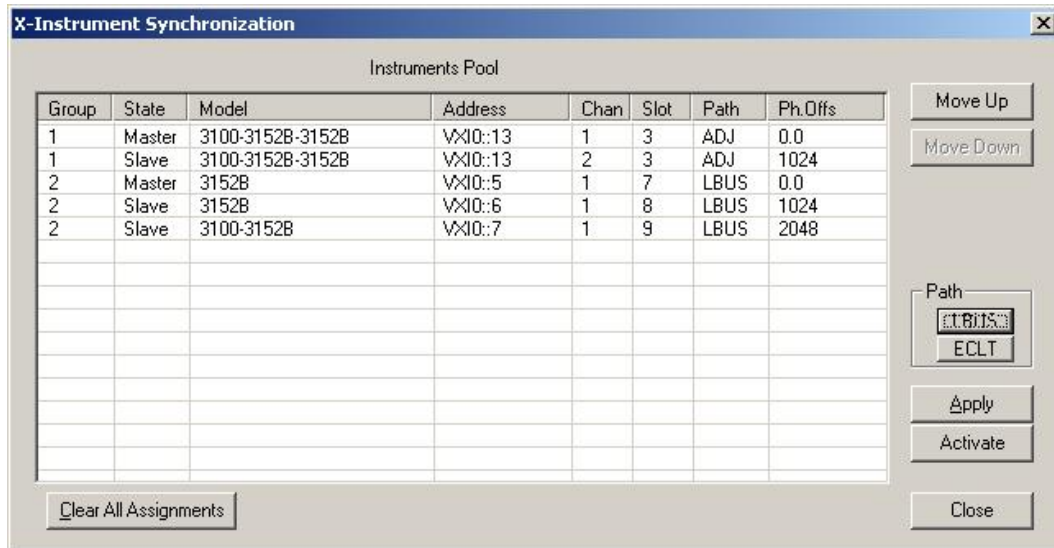 X-Instrument Synchronization
Instruments Pool
Group State Model Address Chan Slot Path Ph.Offs
1 Master 3100-3152B-3152B VXI0::13 1 3 ADJ 0.0
1 Slave 3100-3152B-3152B VXI0::13 2 3 ADJ 1024
2 Master 3152B VXI0::5 1 7 LBUS 0.0
2 Slave 3152B VXI0::6 1 8 LBUS 1024
2 Slave 3100-3152B VXI0::7 1 9 LBUS 2048
Move Up
Move Down
Path
LBUS
ECLT
Apply
Activate
Clear All Assignments
Close